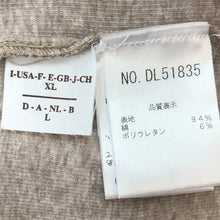 I-USA-F- E-GB-J-CH
XL
D - A - NL - B
L
NO. DL51835
品質表示
表地 94%
綿 6%
ポリウレタン